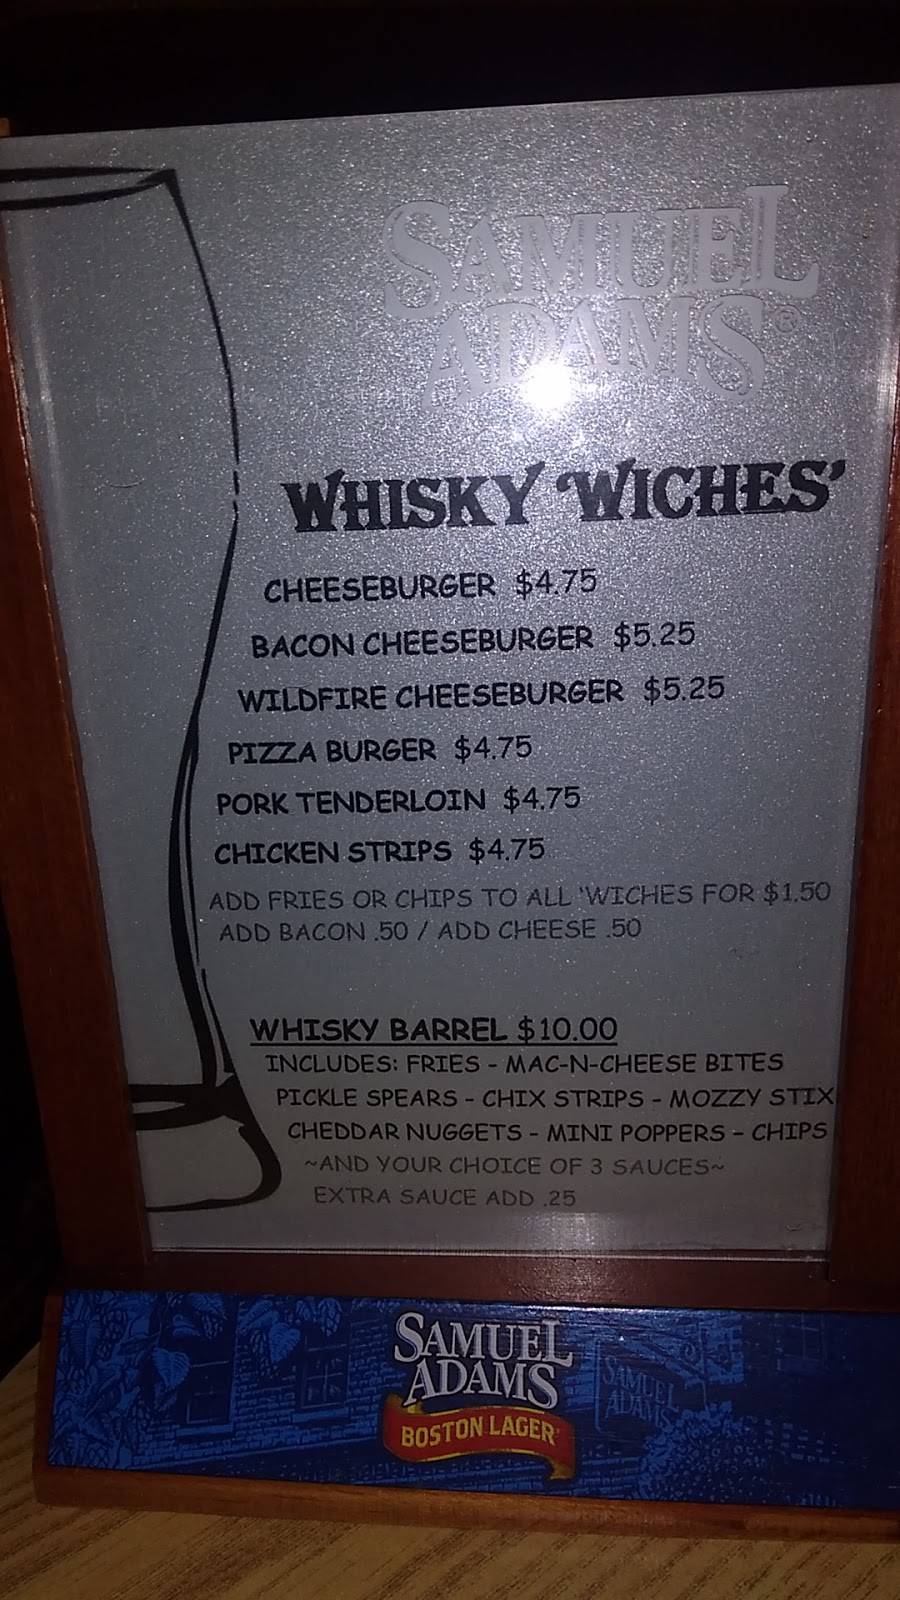 SAMUEL
ADAMS®
WHISKY 'WICHES'
CHEESEBURGER $4.75
BACON CHEESEBURGER $5.25
WILDFIRE CHEESEBURGER $5.25
PIZZA BURGER $4.75
PORK TENDERLOIN $4.75
CHICKEN STRIPS $4.75
ADD FRIES OR CHIPS TO ALL 'WICHES FOR $1.50
ADD BACON .50 / ADD CHEESE .50
WHISKY BARREL $10.00
INCLUDES: FRIES - MAC-N-CHEESE BITES
PICKLE SPEARS - CHIX STRIPS - MOZZY STIX
CHEDDAR NUGGETS - MINI POPPERS - CHIPS
~AND YOUR CHOICE OF 3 SAUCES~
EXTRA SAUCE ADD .25
SAMUEL
ADAMS
BOSTON LAGER
SAMUEL
ADAMS